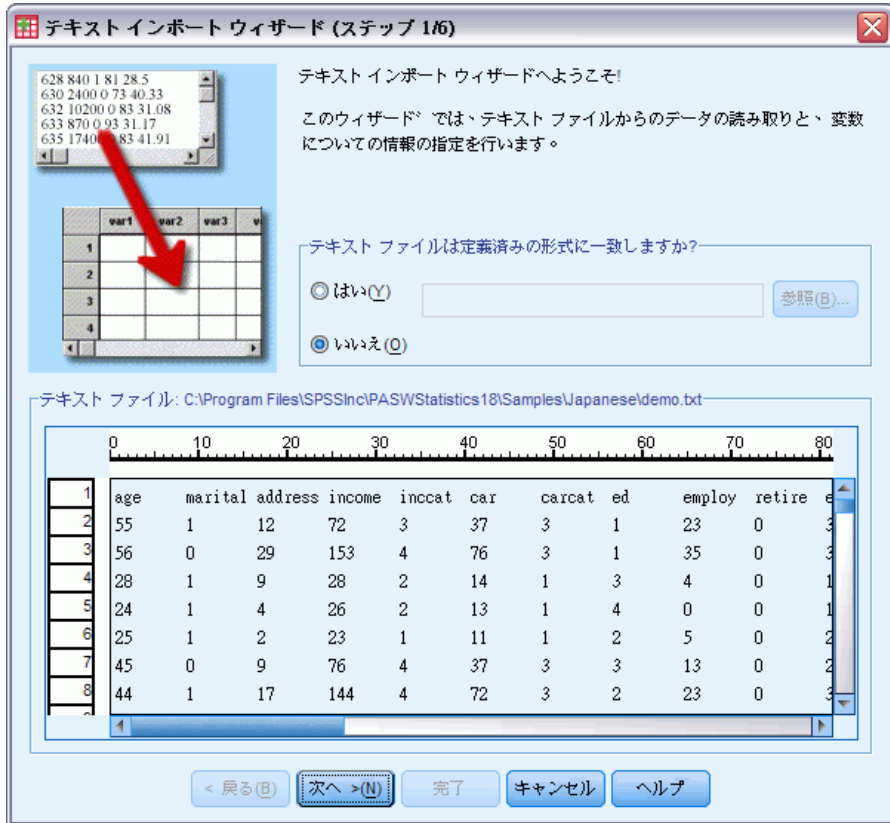 テキスト インポート ウィザード (ステップ 1/6)
628 840 1 81 28.5
630 2400 0 73 40.33
632 10200 0 83 31.08
633 870 0 93 31.17
635 1740 83 41.91
var1 var2 var3
1
2
3
4
テキスト インポート ウィザードへようこそ!
このウィザード゛では、テキスト ファイルからのデータの読み取りと、変数
についての情報の指定を行います。
テキスト ファイルは定義済みの形式に一致しますか?
はい(Y)
参照(B)...
いいえ(O)
テキスト ファイル: C:\Program Files\SPSSInc\PASWStatistics18\Samples\Japanese\demo.txt
0 10 20 30 40 50 60 70 80
1 age marital address income inccat car carcat ed employ retire
2 55 1 12 72 3 37 3 1 23 0 3
3 56 0 29 153 4 76 3 1 35 0 3
4 28 1 9 28 2 14 1 3 4 0 1
5 24 1 4 26 2 13 1 4 0 0 1
6 25 1 2 23 1 11 1 2 5 0 2
7 45 0 9 76 4 37 3 3 13 0 2
8 44 1 17 144 4 72 3 2 23 0 3
< 戻る(B) 次へ >(N) 完了 キャンセル ヘルプ